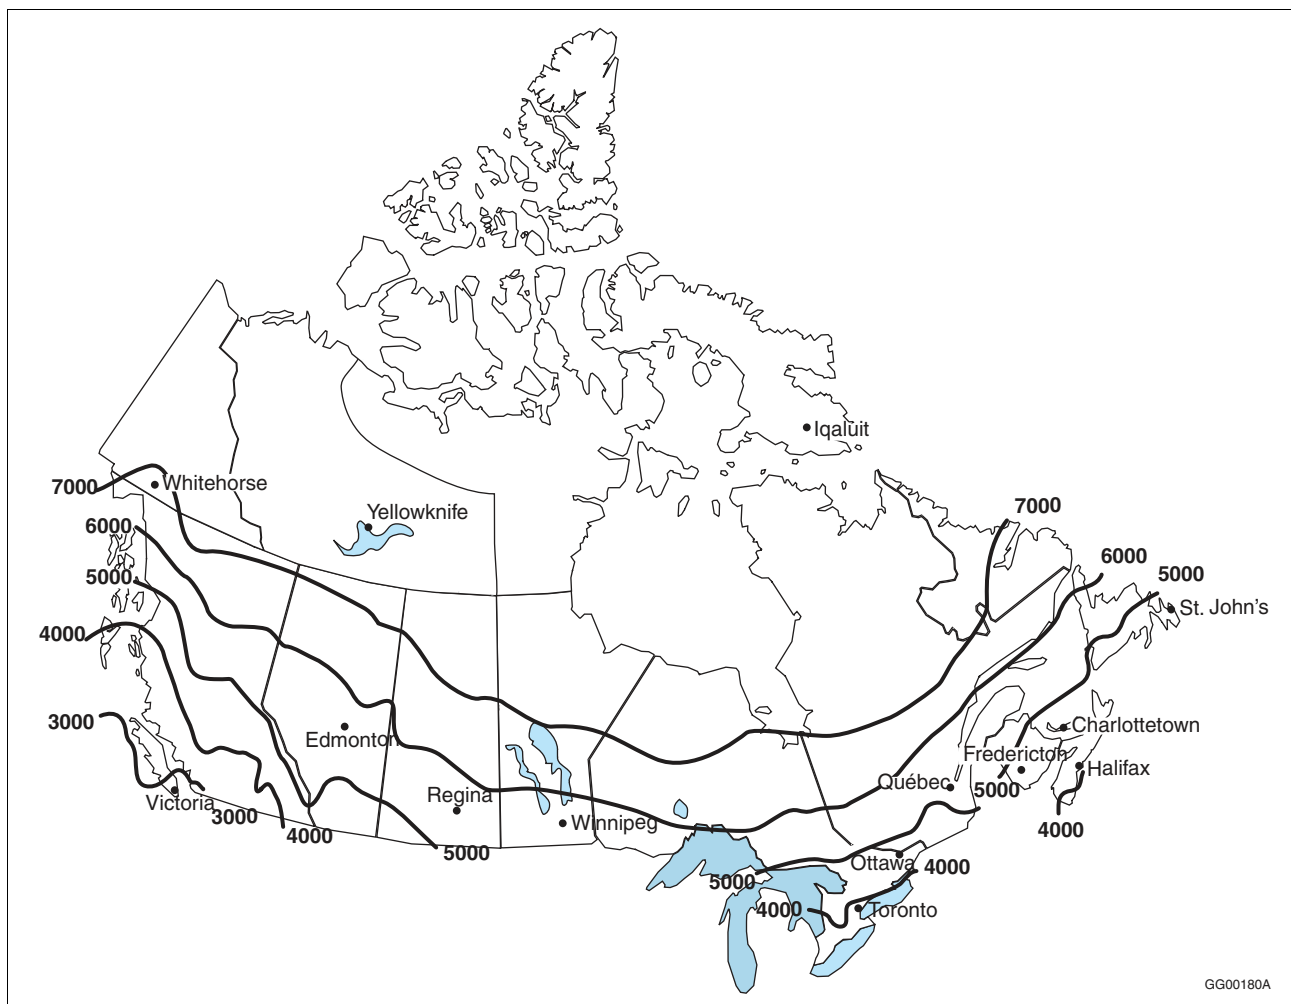 Iqaluit
Whitehorse
7000
Yellowknife
7000
6000
6000
5000
5000
St. John's
4000
3000
Charlottetown
Edmonton
Fredericton
Halifax
Québec
5000
Regina
Victoria
3000
Winnipeg
4000
4000
5000
Ottawa
4000
5000
4000
Toronto
GG00180A